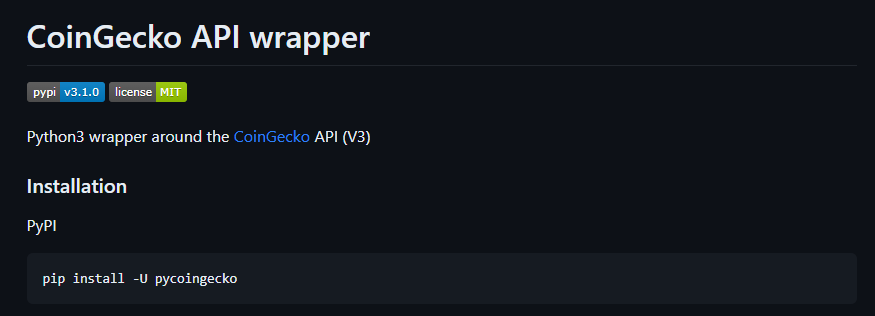 CoinGecko API wrapper
pypi v3.1.0 license MIT
Python3 wrapper around the CoinGecko API (V3)
Installation
PyPI
pip install -U pycoingecko